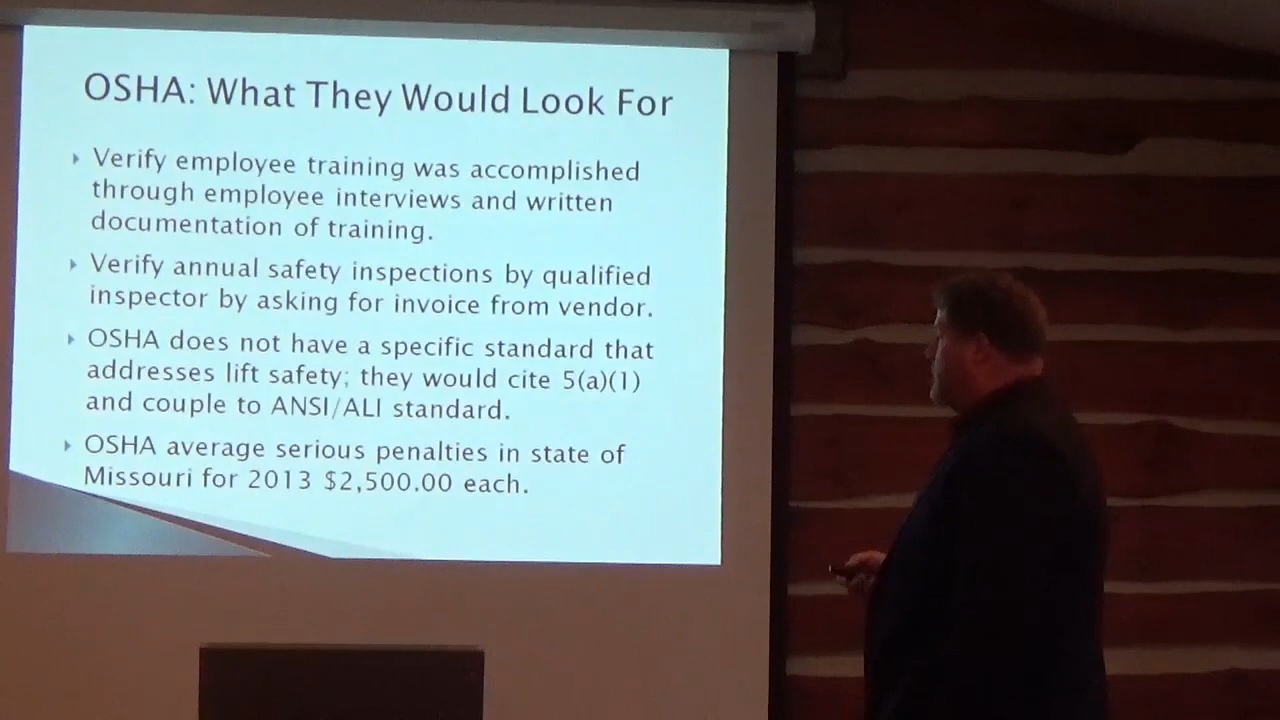 OSHA: What They Would Look For
Verify employee training was accomplished
through employee interviews and written
documentation of training.
Verify annual safety inspections by qualified
inspector by asking for invoice from vendor.
OSHA does not have a specific standard that
addresses lift safety; they would cite 5(a)(1)
and couple to ANSI/ALI standard.
OSHA average serious penalties in state of
Missouri for 2013 $2,500.00 each.